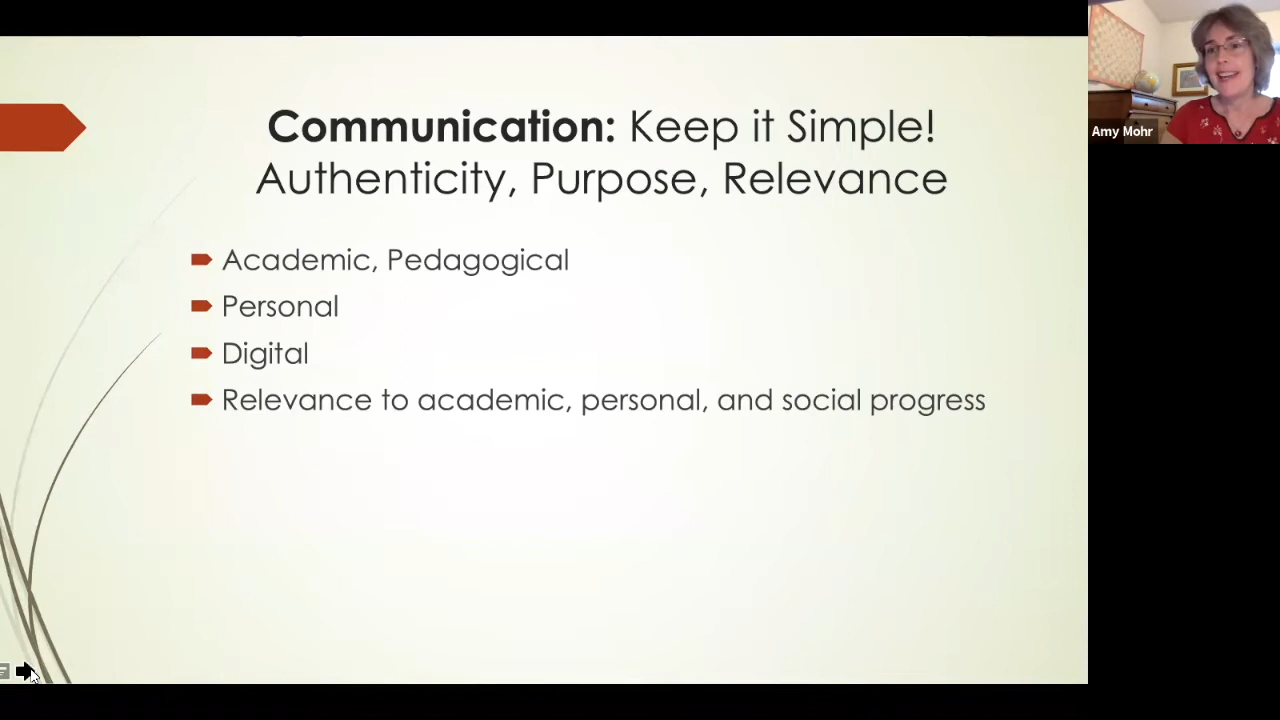 Communication: Keep it Simple!
Authenticity, Purpose, Relevance
Academic, Pedagogical
Personal
Digital
Relevance to academic, personal, and social progress
Amy Mohr